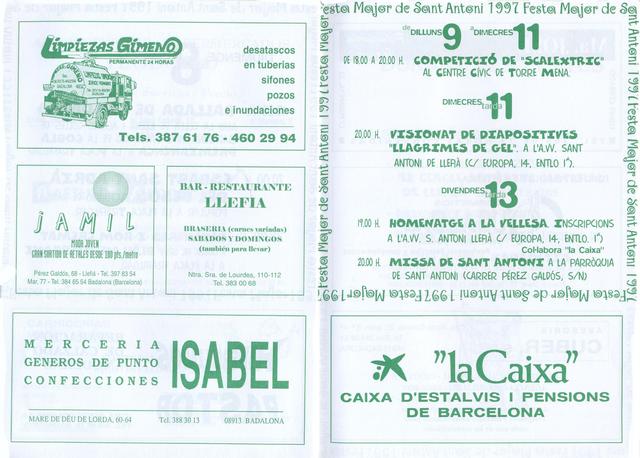 LIMPIEZAS GIMENO
PERMANENTE 24 HORAS
desatascos
en tuberias
sifones
pozos
e inundaciones
Tels. 387 61 76 - 460 29 94
JAMIL
MODA JOVEN
GRAN SURTIDO DE RETALES DESDE 100 pts./metro
Pérez Galdós, 68 - Llefiá - Tel. 397 63 54
Mar, 77 - Tel. 384 65 54 Badalona (Barcelona)
BAR - RESTAURANTE
LLEFIA
BRASERIA (carnes variadas)
SABADOS Y DOMINGOS
(también para llevar)
Ntra. Sra. de Lourdes, 110-112
Tel. 383 00 68
MERCERIA
GENEROS DE PUNTO
CONFECCIONES
ISABEL
MARE DE DÉU DE LORDA, 60-64
Tel. 388 30 13
08913 BADALONA
Festa Major de Sant Antoni 1997 Festa Major de Sant Antoni
de DILLUNS 9 a DIMECRES 11
DE 18.00 A 20.00 H. COMPETICIÓ DE "SCALEXTRIC"
AL CENTRE CÍVIC DE TORRE MENA.
DIMECRES tarda 11
20.00 H. VISIONAT DE DIAPOSITIVES
"LLAGRIMES DE GEL". A L'A.V.V. SANT
ANTONI DE LLEFIÀ (C/ EUROPA, 14, ENTLO 1ª).
DIVENDRES tarda 13
19.00 H. HOMENATGE A LA VELLESA. INSCRIPCIONS
A L'A.V.V. S. ANTONI LLEFIÀ (C/ EUROPA, 14, ENTLO. 1ª)
Col·labora "la Caixa"
20.00 H. MISSA DE SANT ANTONI A LA PARRÒQUIA
DE SANT ANTONI (CARRER PÉREZ GALDÓS, S/N)
"la Caixa"
CAIXA D'ESTALVIS I PENSIONS
DE BARCELONA